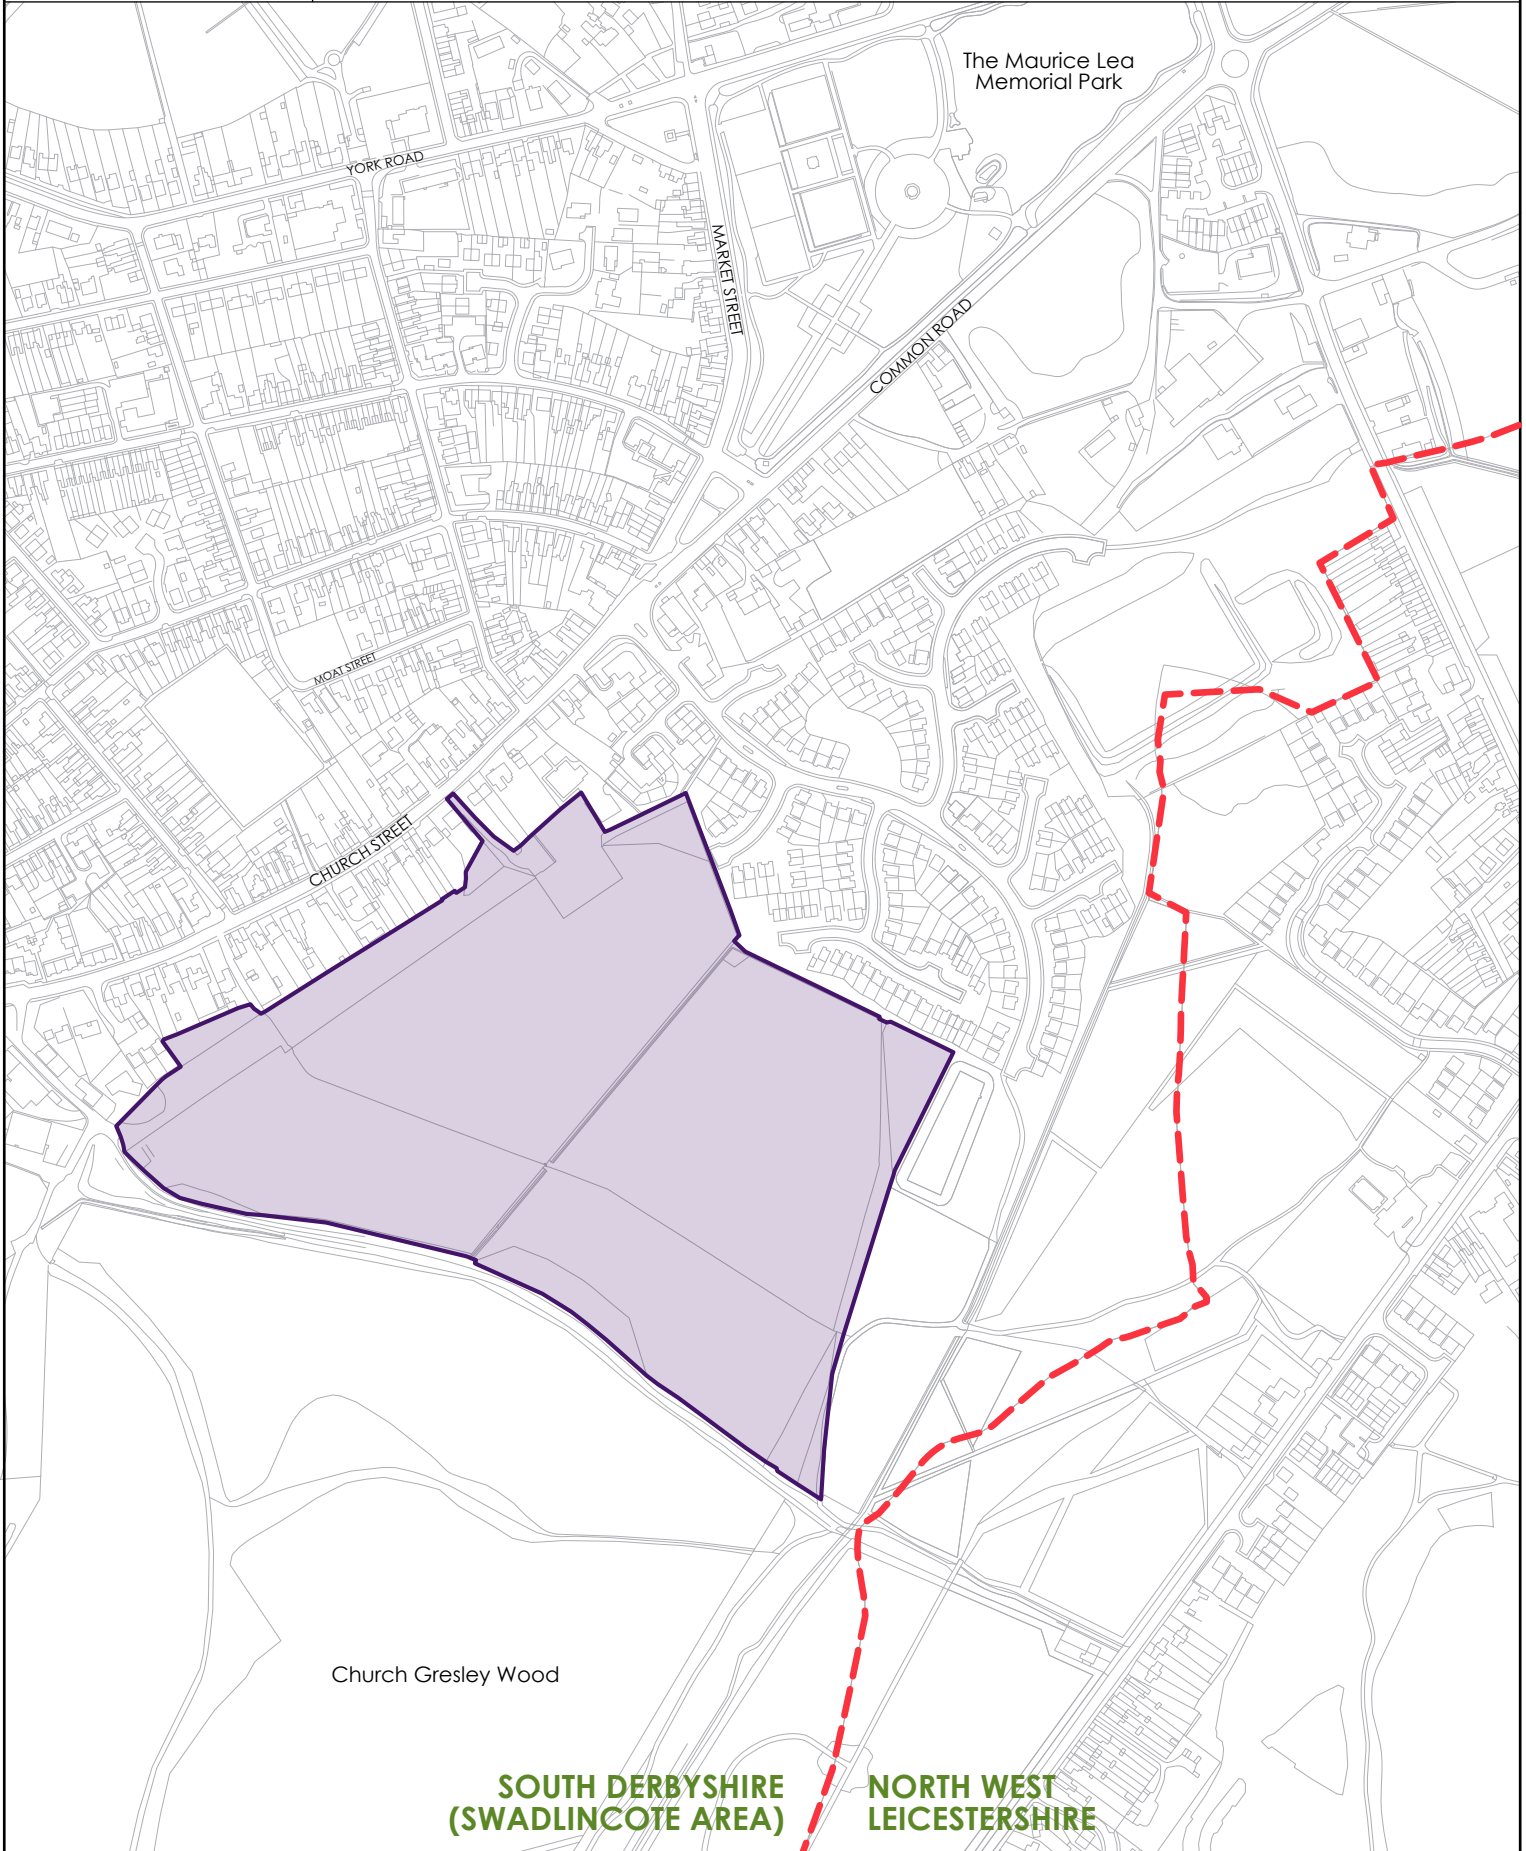 The Maurice Lea
Memorial Park
YORK ROAD
MARKET STREET
COMMON ROAD
MOAT STREET
CHURCH STREET
Church Gresley Wood
SOUTH DERBYSHIRE
(SWADLINCOTE AREA)
NORTH WEST
LEICESTERSHIRE